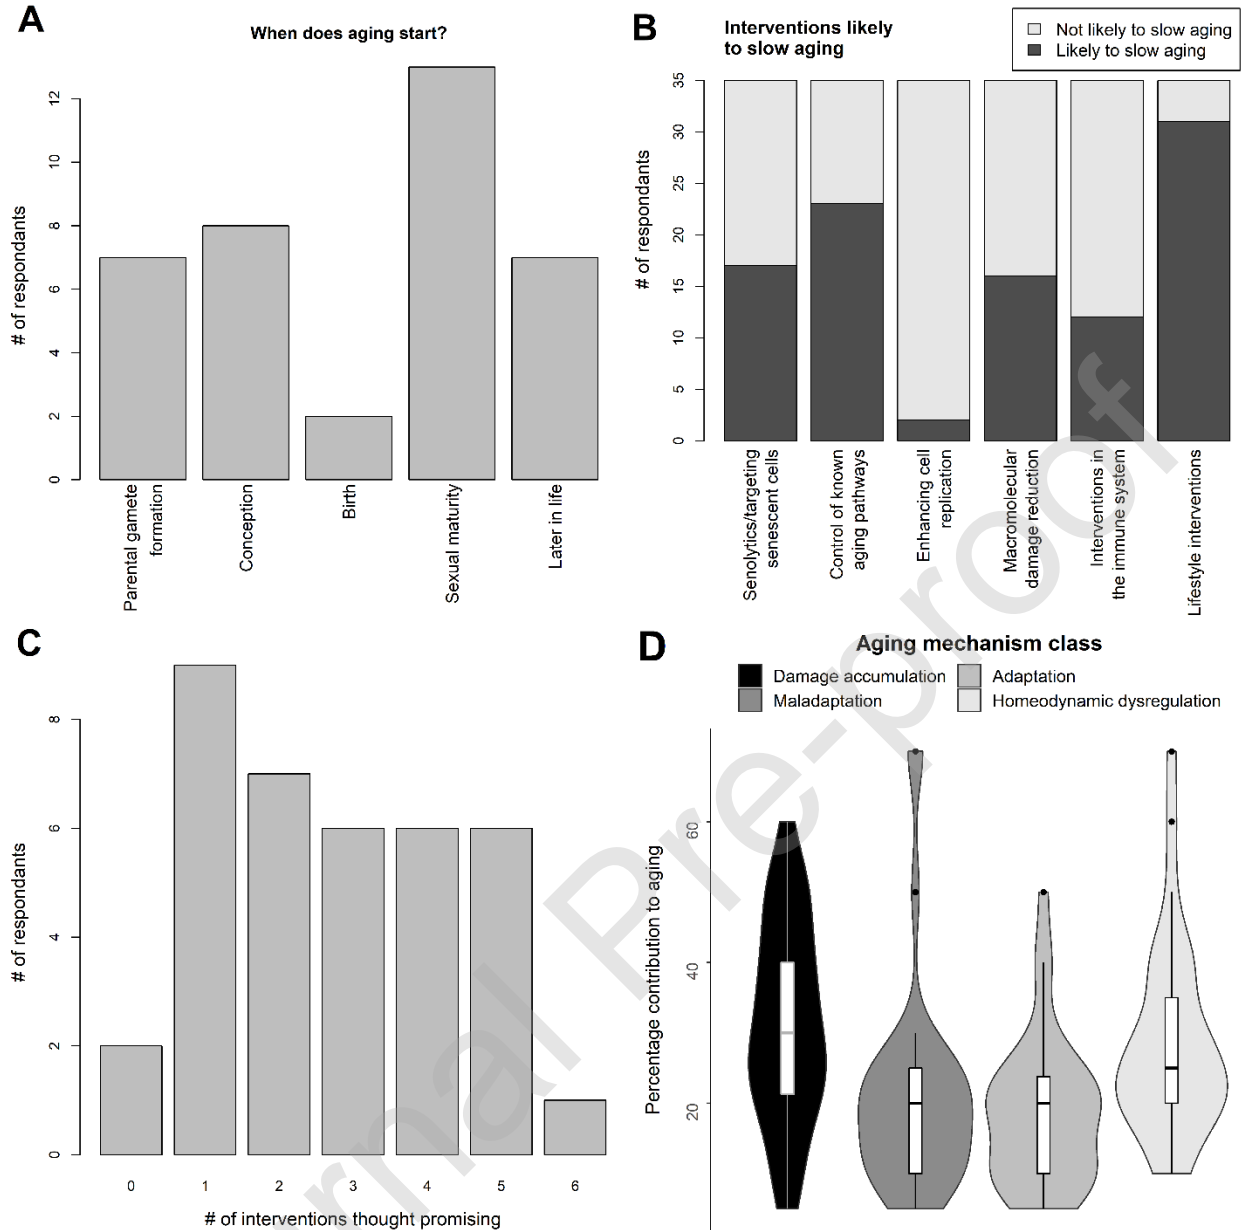 A
When does aging start?
# of respondants
0
2
4
6
8
10
12
Parental gamete
formation
Conception
Birth
Sexual maturity
Later in life
B
Interventions likely
to slow aging
Not likely to slow aging
Likely to slow aging
# of respondants
0
5
10
15
20
25
30
35
Senolytics/targeting
senescent cells
Control of known
aging pathways
Enhancing cell
replication
Macromolecular
damage reduction
Interventions in
the immune system
Lifestyle interventions
C
# of respondants
0
2
4
6
8
0 1 2 3 4 5 6
# of interventions thought promising
D
Aging mechanism class
Damage accumulation
Adaptation
Maladaptation
Homeodynamic dysregulation
Percentage contribution to aging
20
40
60
rnal Pre-proof